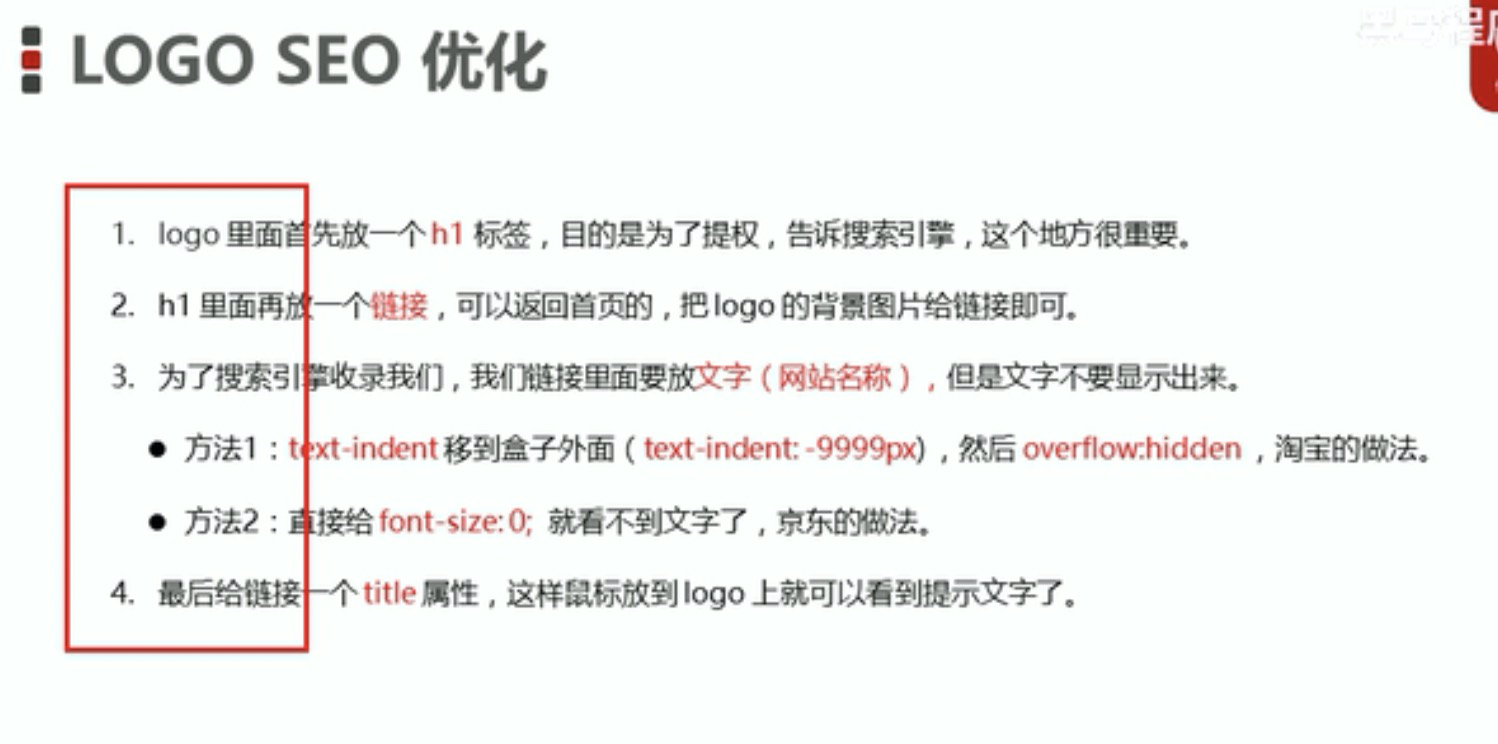 LOGO SEO 优化
1. logo 里面首先放一个 h1 标签，目的是为了提权，告诉搜索引擎，这个地方很重要。
2. h1 里面再放一个链接，可以返回首页的，把 logo 的背景图片给链接即可。
3. 为了搜索引擎收录我们，我们链接里面要放文字（网站名称），但是文字不要显示出来。
● 方法1：text-indent 移到盒子外面（ text-indent: -9999px)，然后 overflow:hidden ，淘宝的做法。
● 方法2：直接给 font-size: 0; 就看不到文字了，京东的做法。
4. 最后给链接一个 title 属性，这样鼠标放到 logo 上就可以看到提示文字了。